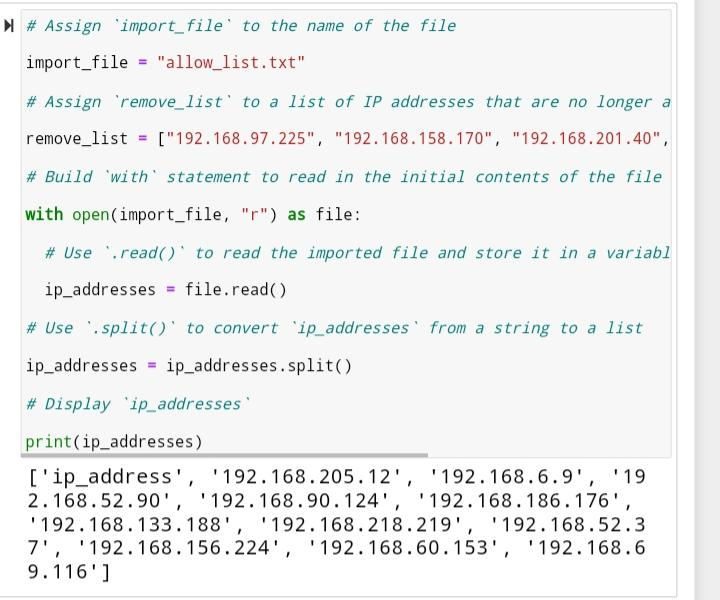 # Assign `import_file` to the name of the file
import_file = "allow_list.txt"
# Assign `remove_list` to a list of IP addresses that are no longer a
remove_list = ["192.168.97.225", "192.168.158.170", "192.168.201.40",
# Build `with` statement to read in the initial contents of the file
with open(import_file, "r") as file:
# Use `.read()` to read the imported file and store it in a variabl
ip_addresses = file.read()
# Use `.split()` to convert `ip_addresses` from a string to a list
ip_addresses = ip_addresses.split()
# Display `ip_addresses`
print(ip_addresses)
['ip_address', '192.168.205.12', '192.168.6.9', '19
2.168.52.90', '192.168.90.124', '192.168.186.176',
'192.168.133.188', '192.168.218.219', '192.168.52.3
7', '192.168.156.224', '192.168.60.153', '192.168.6
9.116']